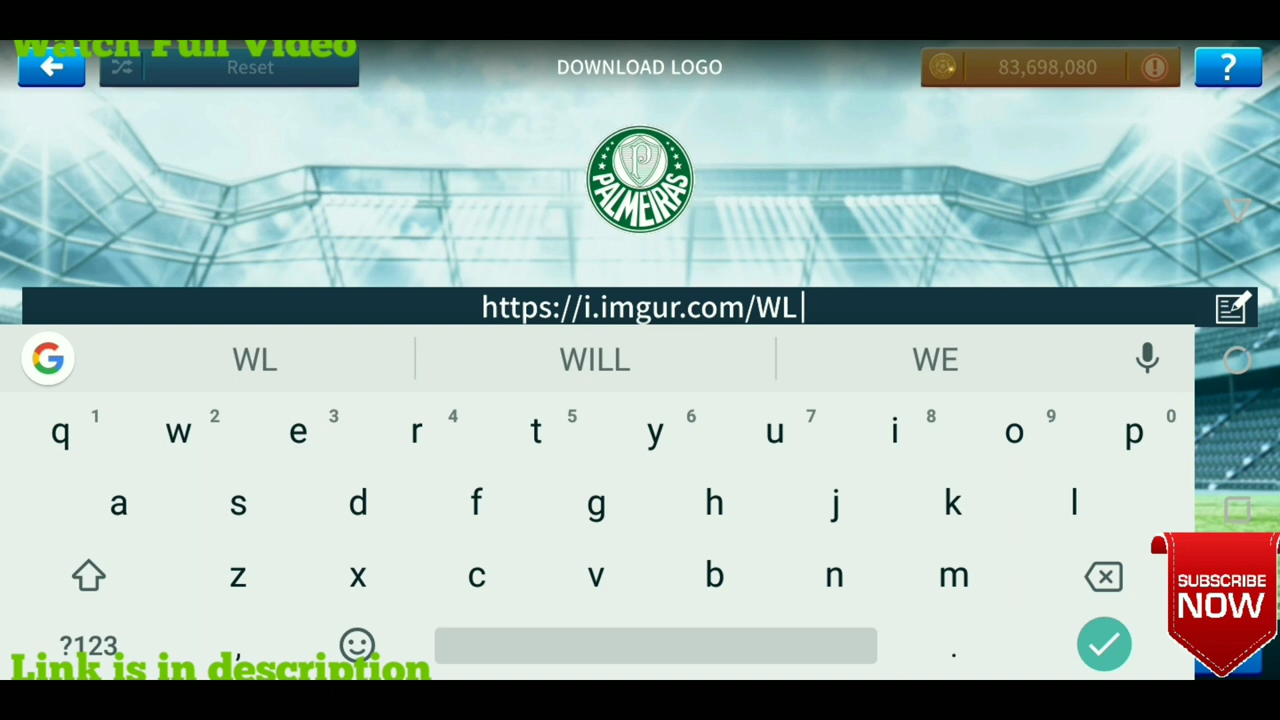 Watch Full Video
Reset
DOWNLOAD LOGO
83,698,080
?
P
PALMEIRAS
https://i.imgur.com/WL
G
WL
WILL
WE
q 1 w 2 e 3 r 4 t 5 y 6 u 7 i 8 o 9 p 0
a s d f g h j k l
z x c v b n m
?123 , .
SUBSCRIBE
NOW
Link is in description